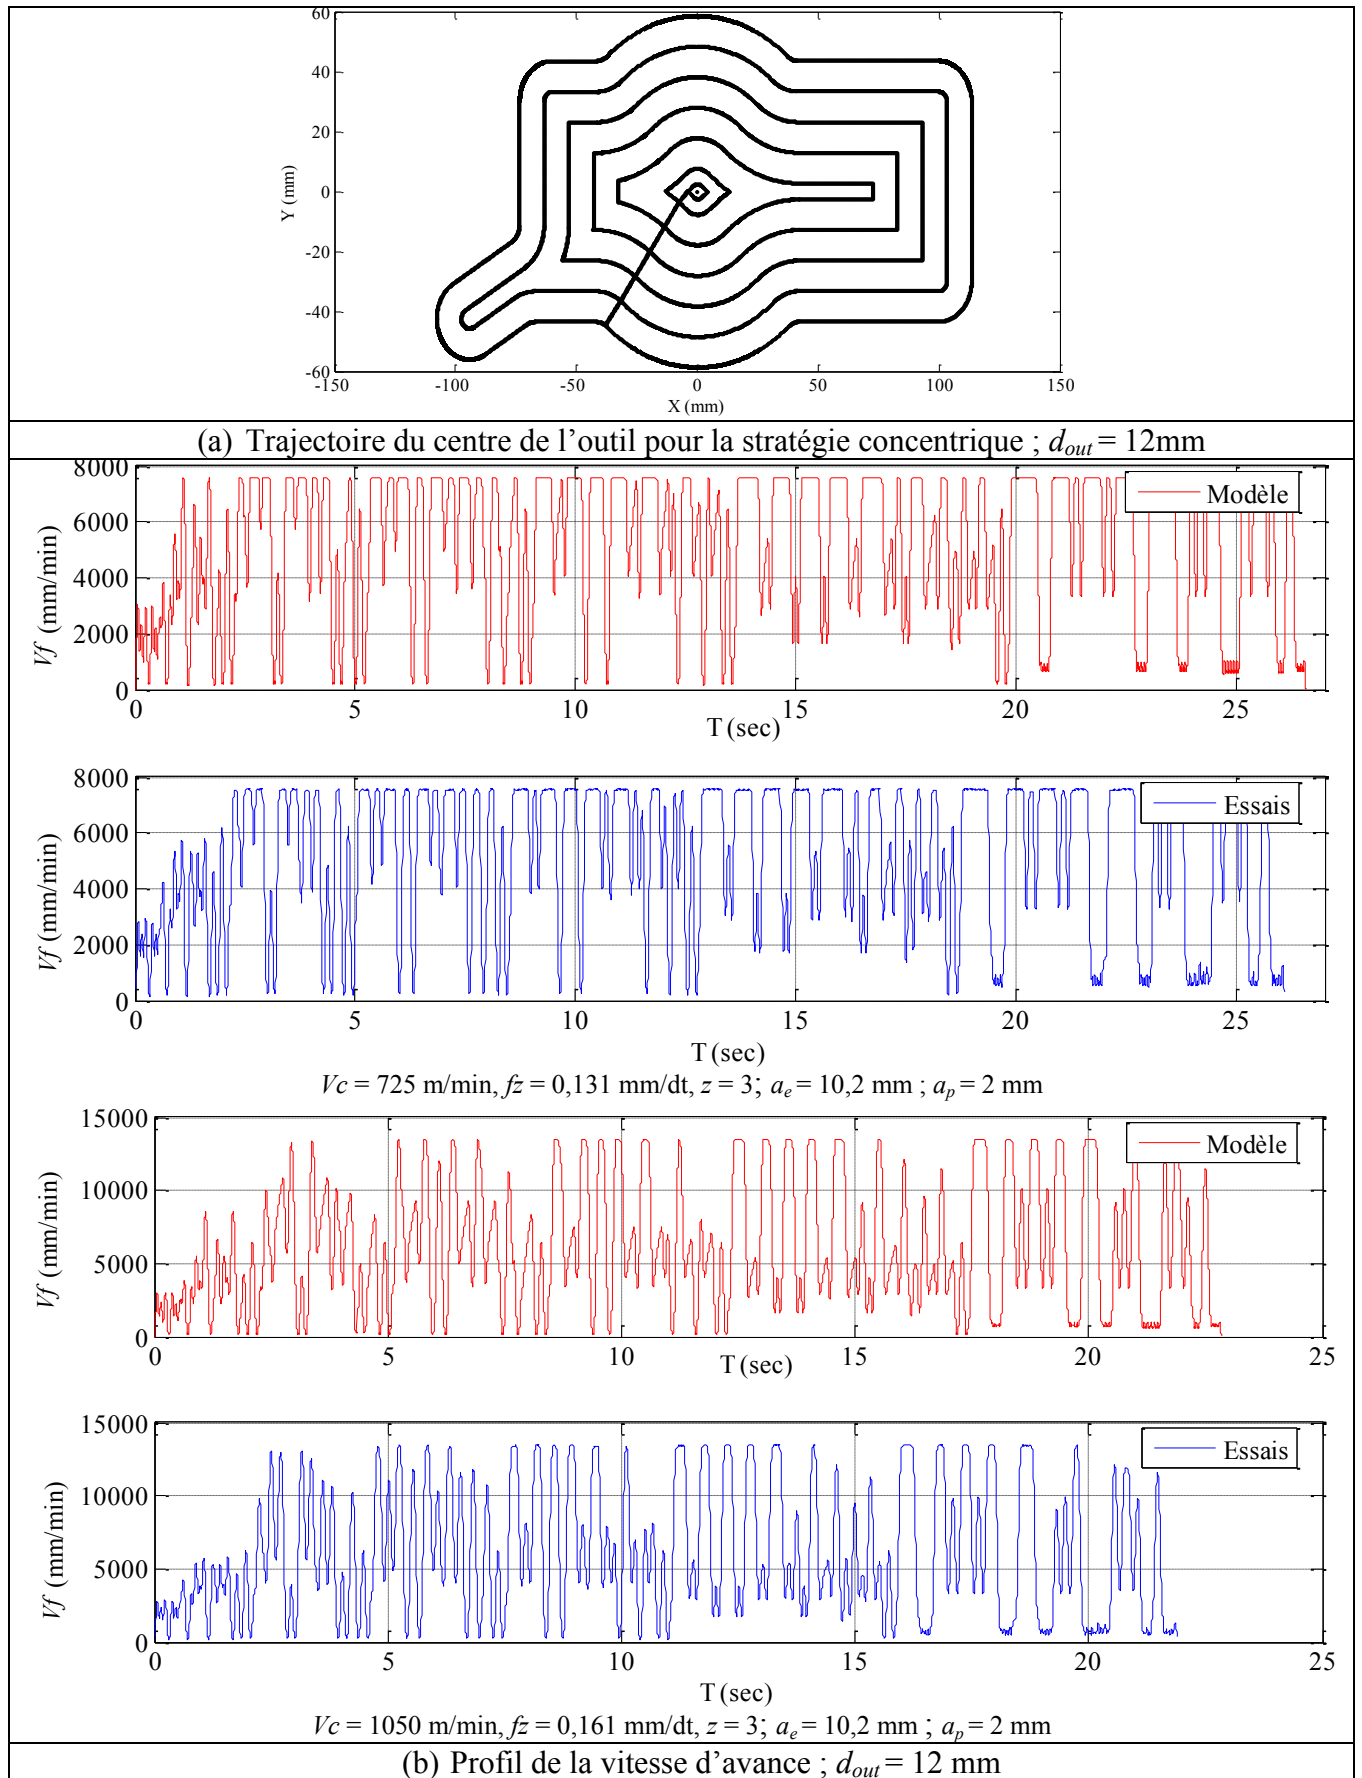 60
40
20
0
-20
-40
-60
Y (mm)
-150 -100 -50 0 50 100 150
X (mm)
(a) Trajectoire du centre de l’outil pour la stratégie concentrique ; dout = 12mm
8000
6000
4000
2000
0
Vf (mm/min)
Modèle
0 5 10 15 20 25
T (sec)
8000
6000
4000
2000
0
Vf (mm/min)
Essais
0 5 10 15 20 25
T (sec)
Vc = 725 m/min, fz = 0,131 mm/dt, z = 3; ae = 10,2 mm ; ap = 2 mm
15000
10000
5000
0
Vf (mm/min)
Modèle
0 5 10 15 20 25
T (sec)
15000
10000
5000
0
Vf (mm/min)
Essais
0 5 10 15 20 25
T (sec)
Vc = 1050 m/min, fz = 0,161 mm/dt, z = 3; ae = 10,2 mm ; ap = 2 mm
(b) Profil de la vitesse d’avance ; dout = 12 mm